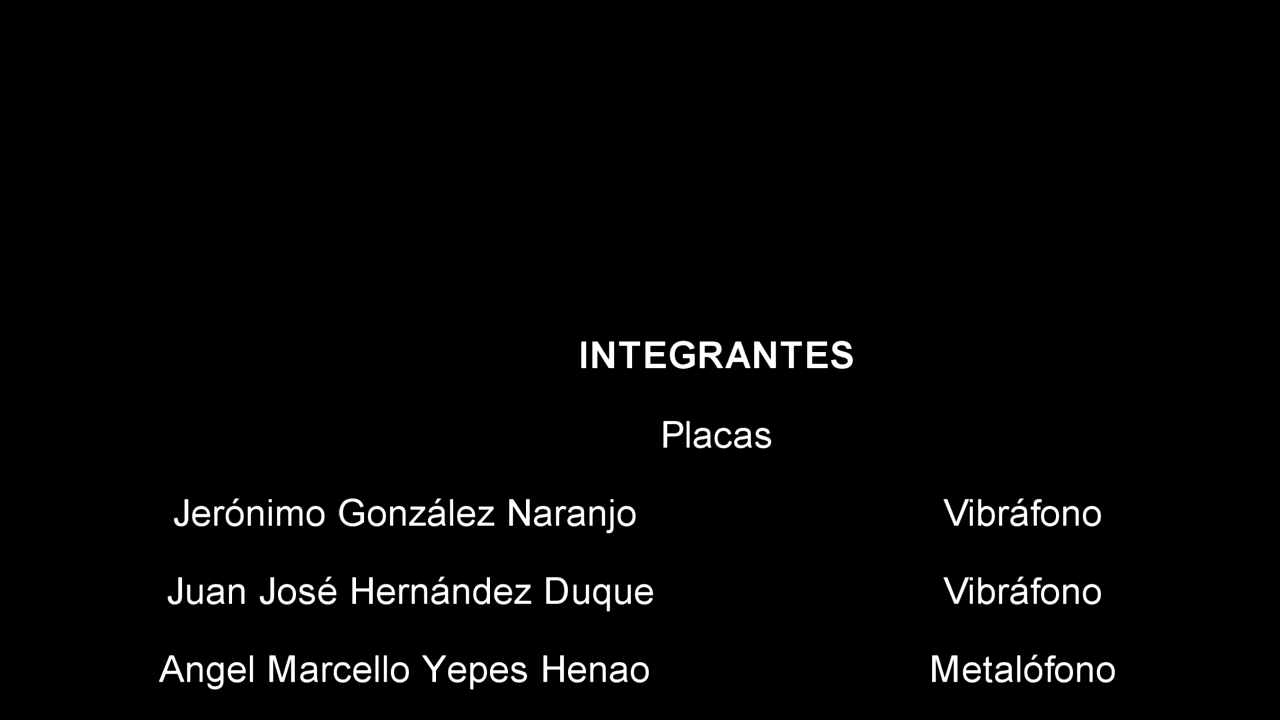 INTEGRANTES
Placas
Jerónimo González Naranjo Vibráfono
Juan José Hernández Duque Vibráfono
Angel Marcello Yepes Henao Metalófono